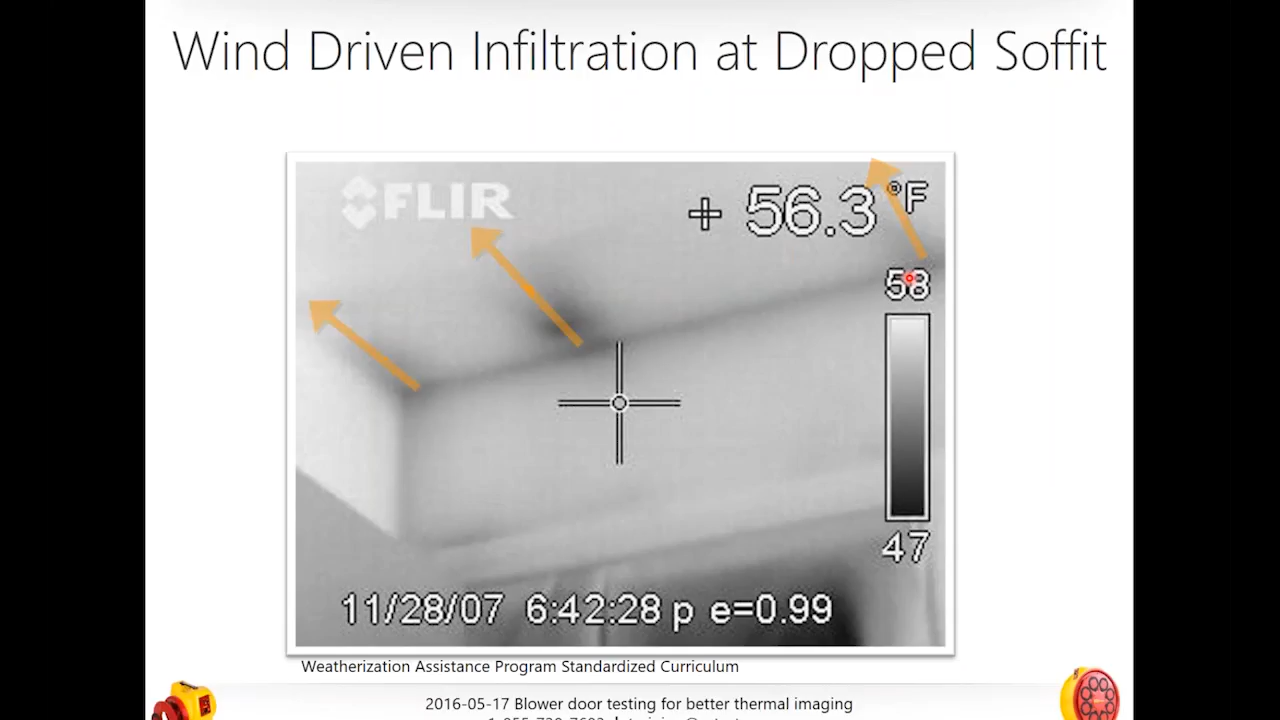 Wind Driven Infiltration at Dropped Soffit
FLIR
56.3 °F
58
47
11/28/07 6:42:28 p e=0.99
Weatherization Assistance Program Standardized Curriculum
2016-05-17 Blower door testing for better thermal imaging